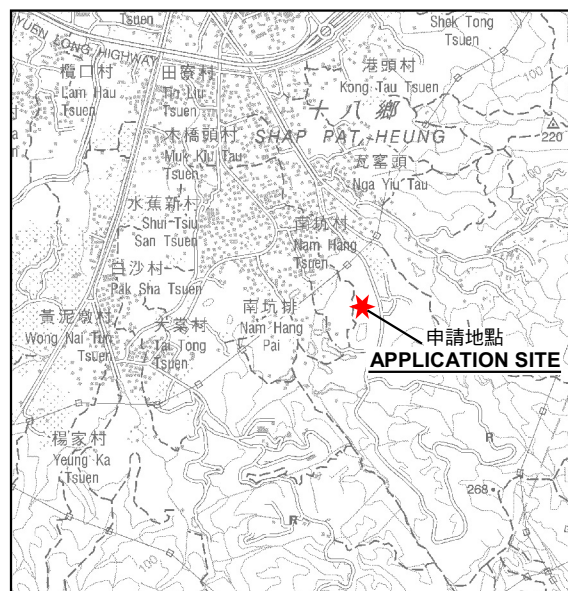 Tsuen
YUEN LONG HIGHWAY
欖口村
Lam Hau
Tsuen
田寮村
Tin Liu
Tsuen
Shek Tong
Tsuen
港頭村
Kong Tau Tsuen
100
220
十八鄉
SHAP PAT HEUNG
木橋頭村
Muk Kiu Tau
Tsuen
瓦窰頭
Nga Yiu Tau
水蕉新村
Shui Tsiu
San Tsuen
南坑村
Nam Hang
Tsuen
白沙村
Pak Sha Tsuen
黃泥墩村
Wong Nai Tun
Tsuen
大棠村
Tai Tong
Tsuen
南坑排
Nam Hang
Pai
申請地點
APPLICATION SITE
楊家村
Yeung Ka
Tsuen
R
268
R
100
100